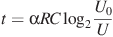 t = αRC log₂ U₀/U